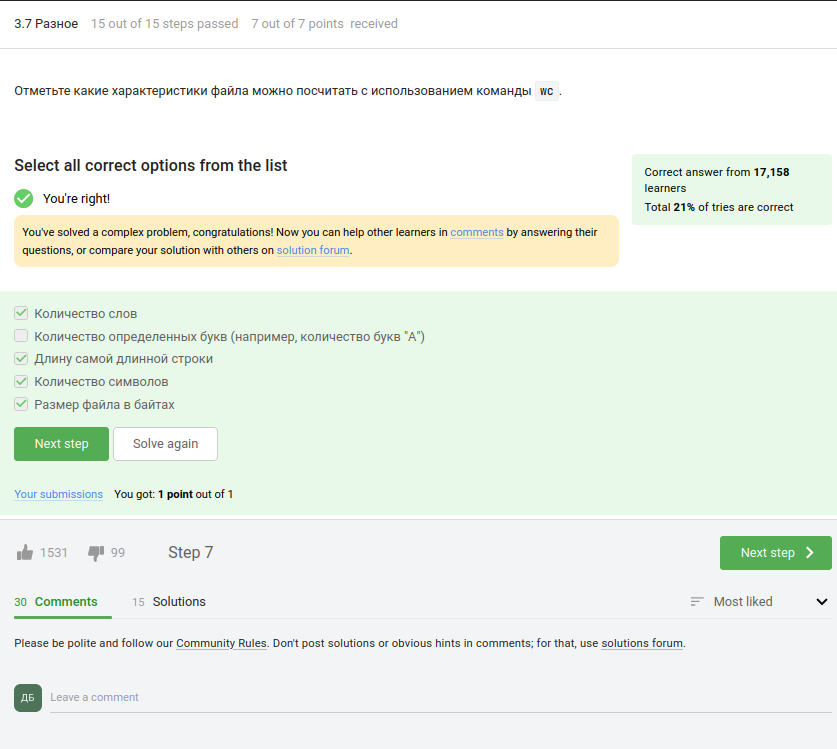 3.7 Разное 15 out of 15 steps passed 7 out of 7 points received
Отметьте какие характеристики файла можно посчитать с использованием команды wc.
Select all correct options from the list
You're right!
You've solved a complex problem, congratulations! Now you can help other learners in comments by answering their
questions, or compare your solution with others on solution forum.
Correct answer from 17,158
learners
Total 21% of tries are correct
Количество слов
Количество определенных букв (например, количество букв "А")
Длину самой длинной строки
Количество символов
Размер файла в байтах
Next step Solve again
Your submissions You got: 1 point out of 1
1531 99 Step 7 Next step
30 Comments 15 Solutions Most liked
Please be polite and follow our Community Rules. Don't post solutions or obvious hints in comments; for that, use solutions forum.
ДБ Leave a comment